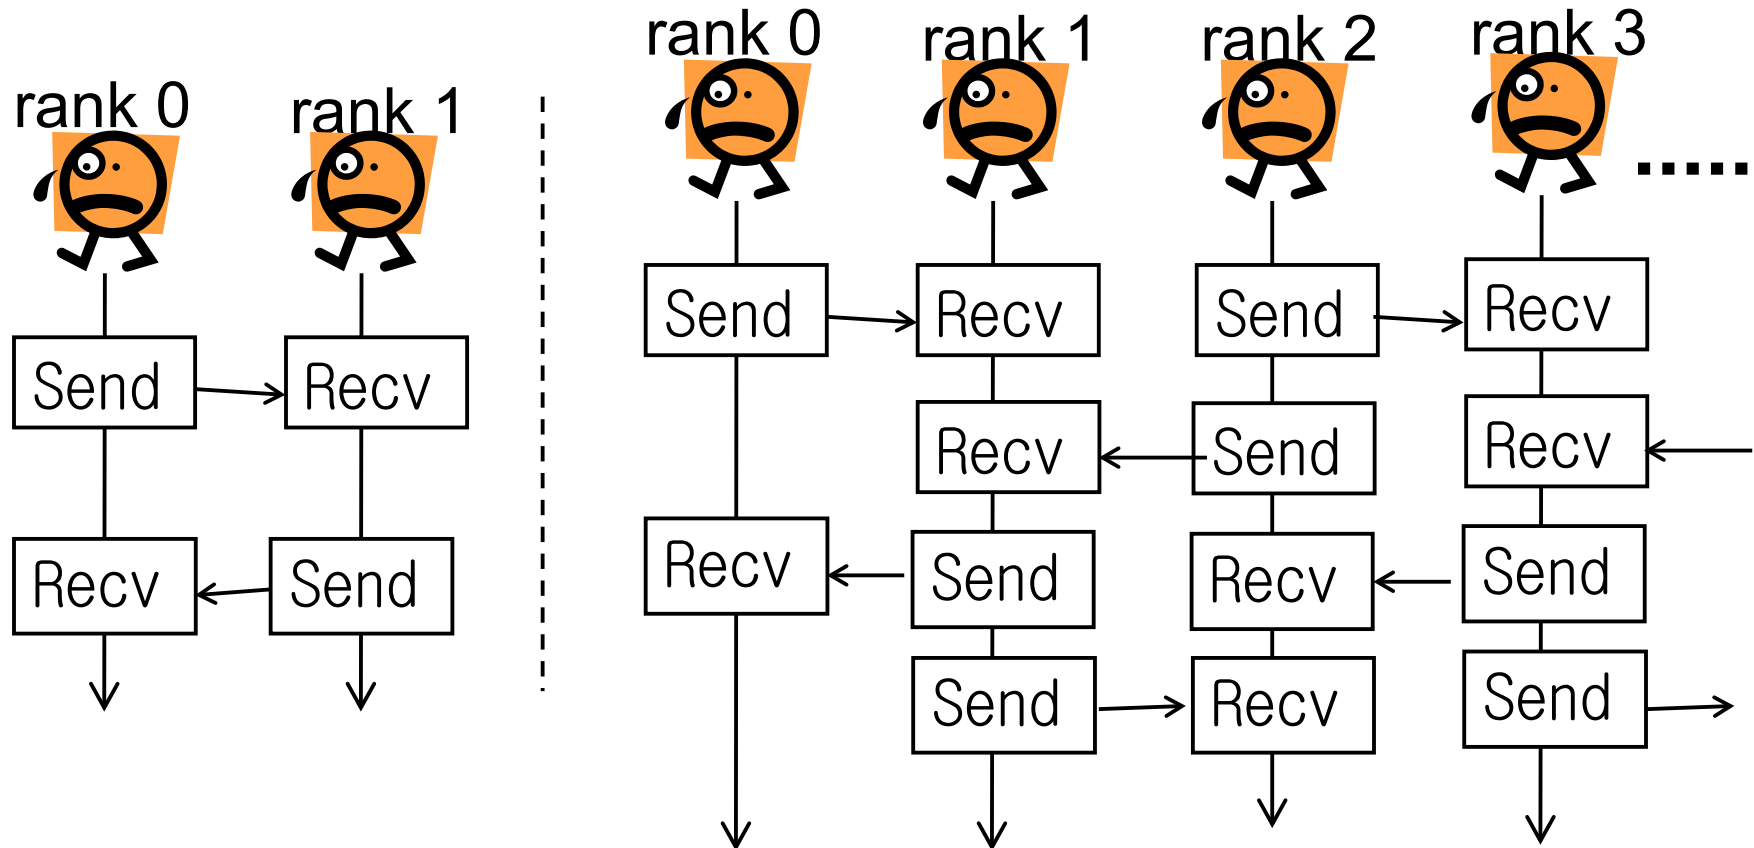 rank 0
rank 1
Send
Recv
Recv
Send
rank 0
rank 1
rank 2
rank 3
Send
Recv
Send
Recv
Recv
Send
Recv
Recv
Send
Recv
Send
Send
Recv
Send